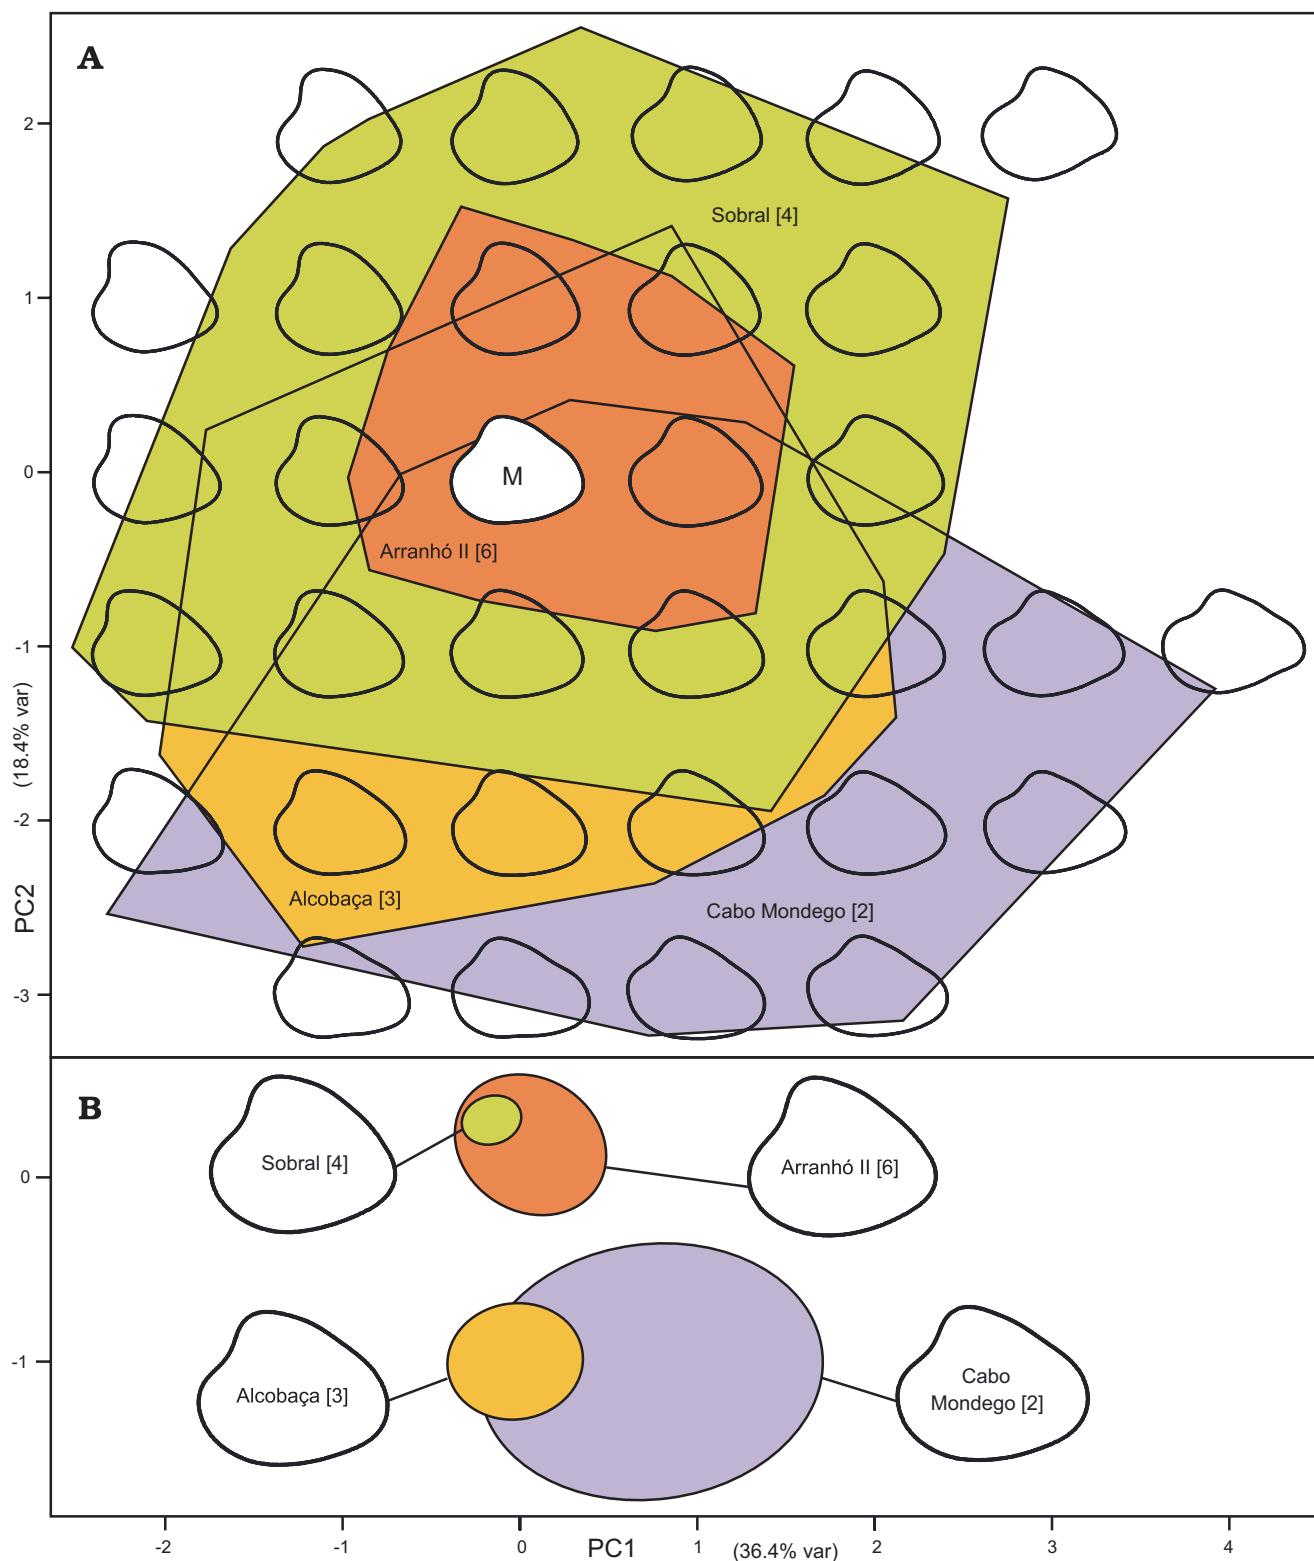 A
2
Sobral [4]
1
M
0
Arranhó II [6]
-1
(18.4% var)
-2
PC2
Alcobaça [3]
Cabo Mondego [2]
-3
B
Sobral [4]
Arranhó II [6]
0
-1
Alcobaça [3]
Cabo
Mondego [2]
-2 -1 0 1 2 3 4
PC1 (36.4% var)